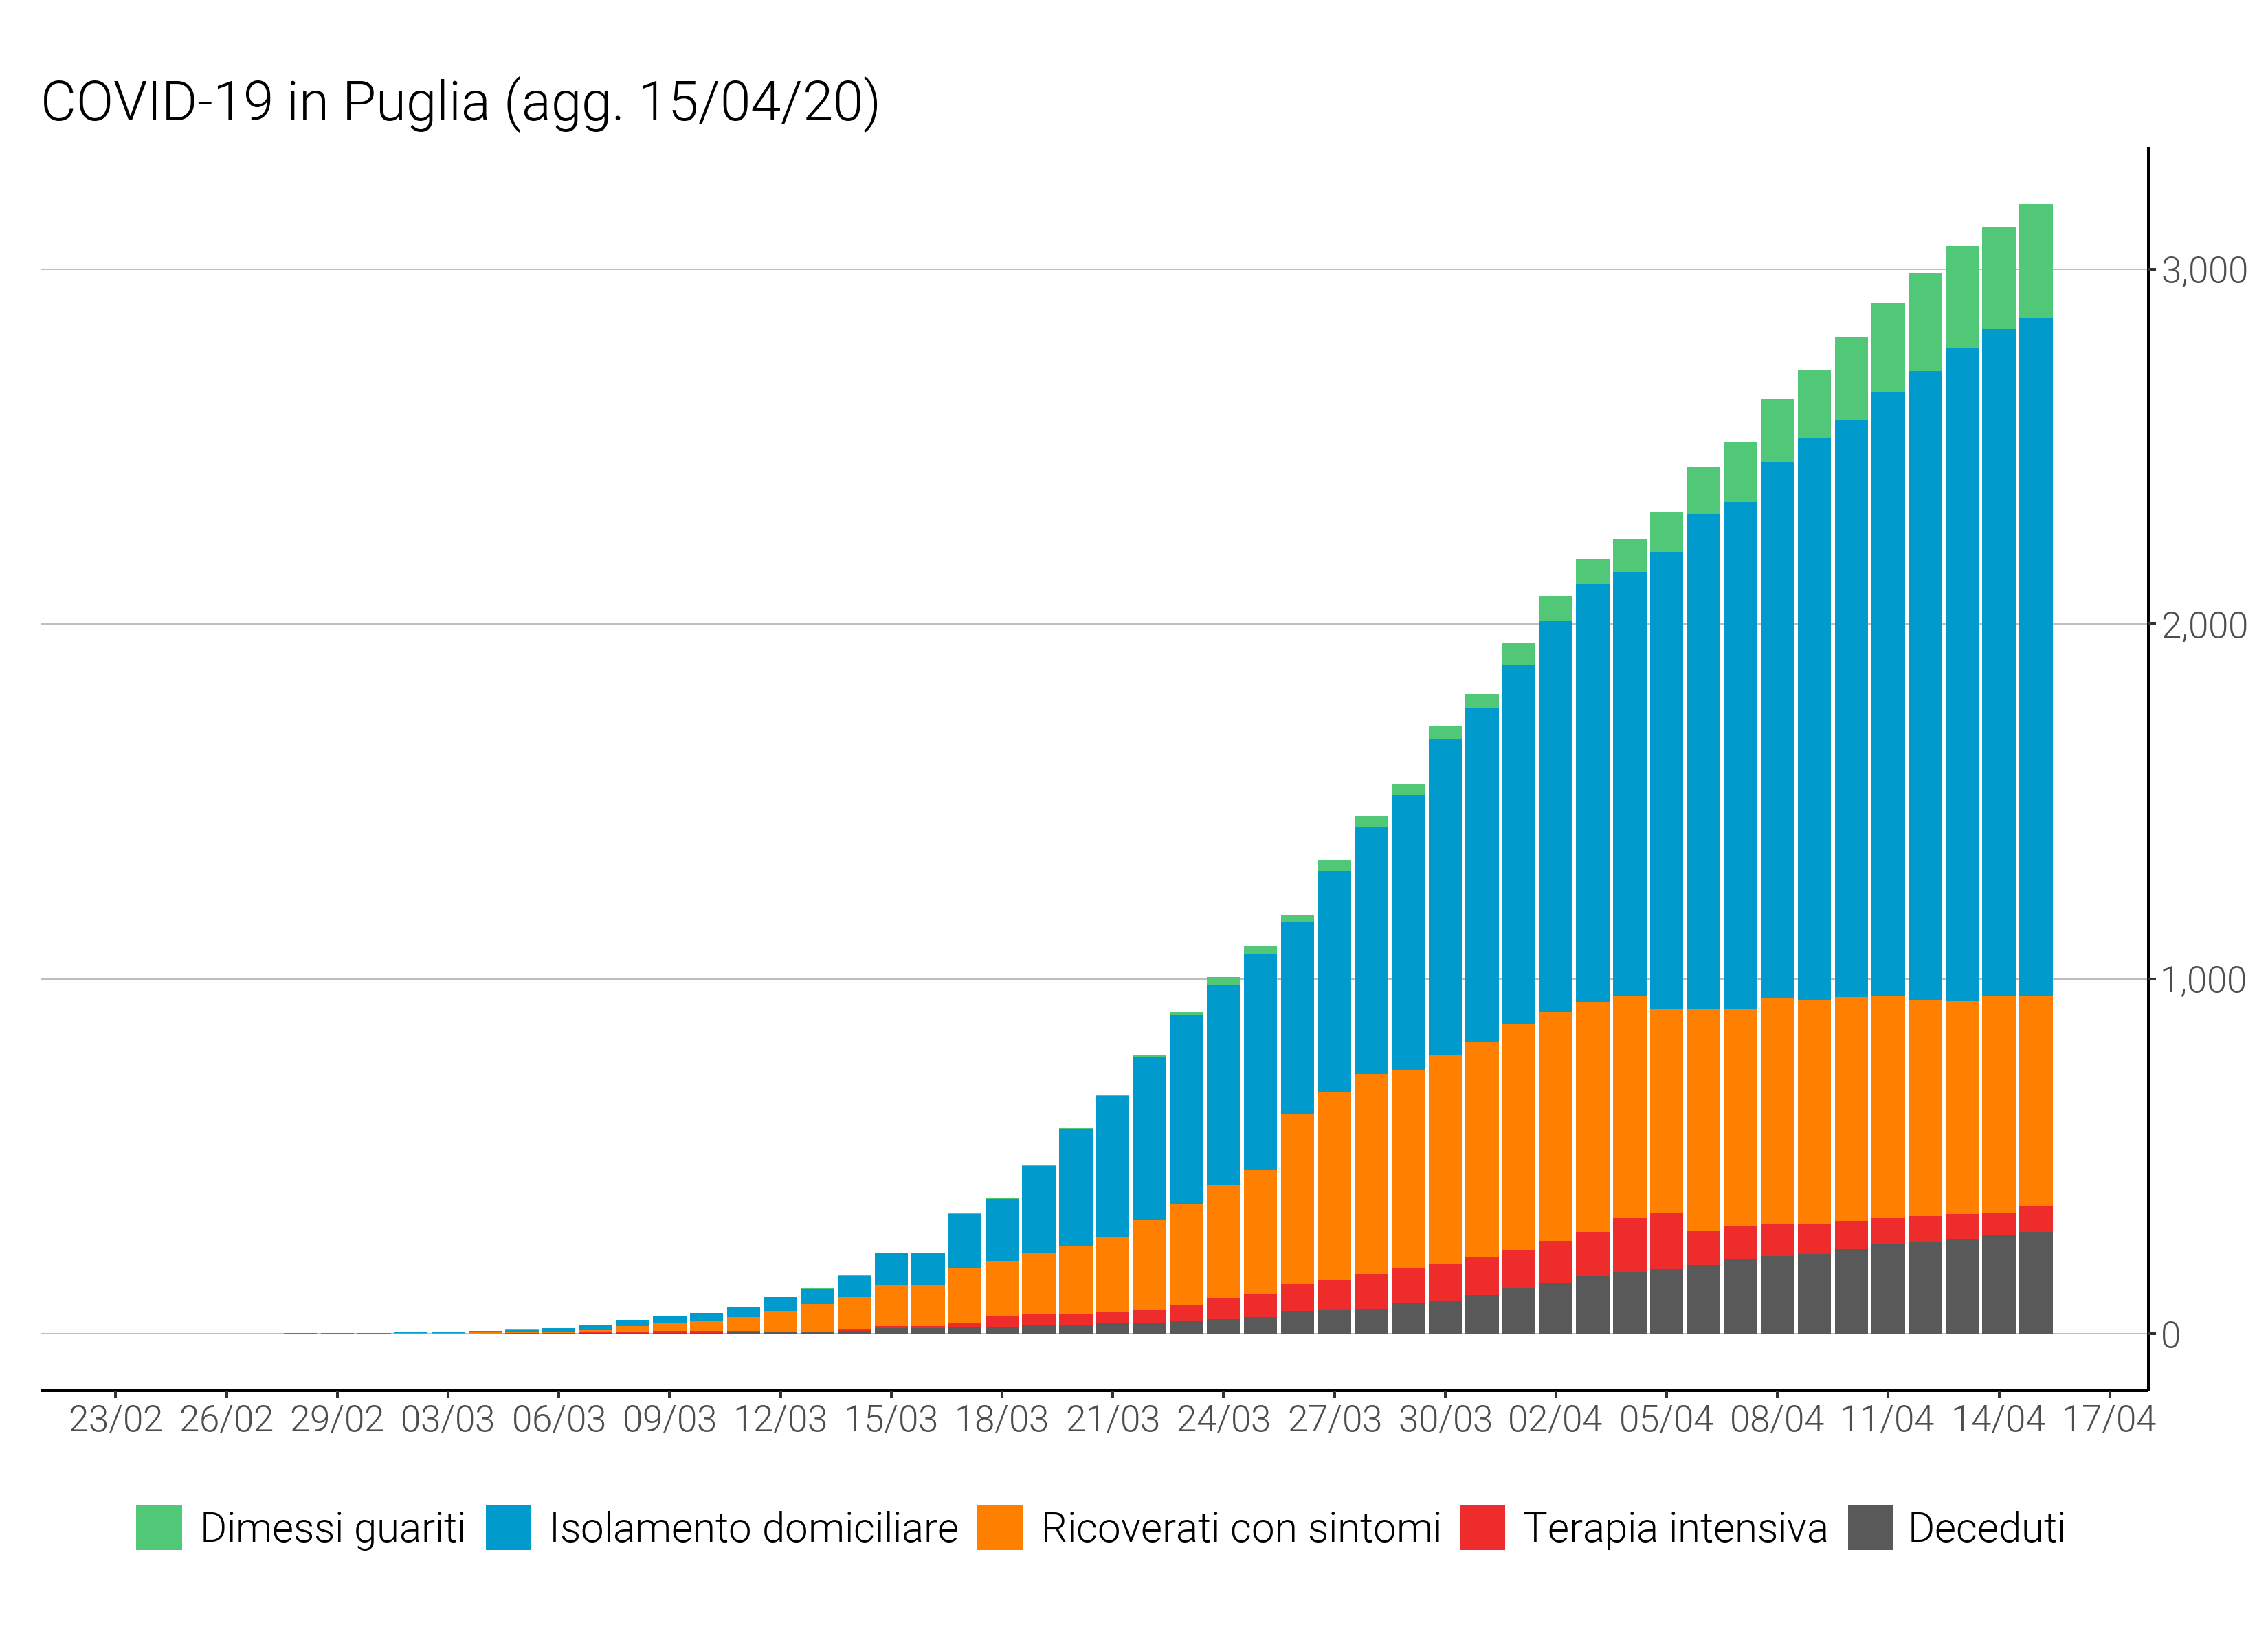 COVID-19 in Puglia (agg. 15/04/20)
3,000
2,000
1,000
0
23/02 26/02 29/02 03/03 06/03 09/03 12/03 15/03 18/03 21/03 24/03 27/03 30/03 02/04 05/04 08/04 11/04 14/04 17/04
Dimessi guariti Isolamento domiciliare Ricoverati con sintomi Terapia intensiva Deceduti